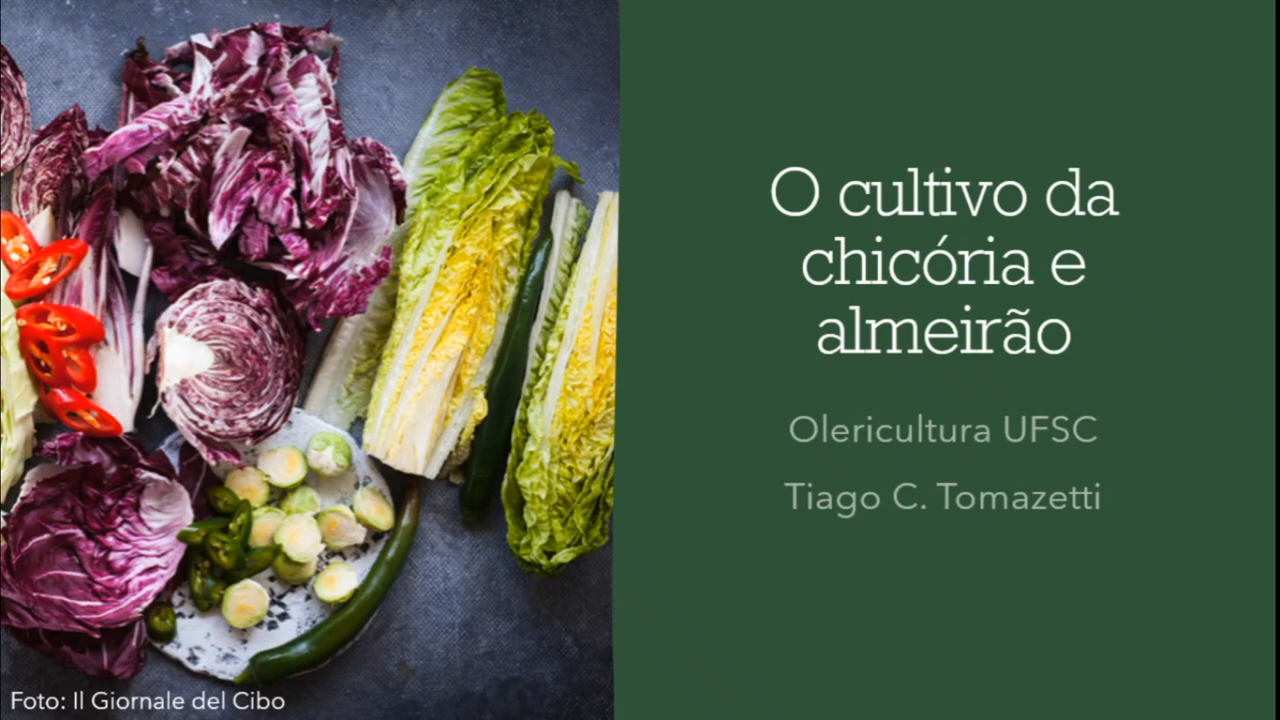 O cultivo da
chicória e
almeirão
Olericultura UFSC
Tiago C. Tomazetti
Foto: Il Giornale del Cibo